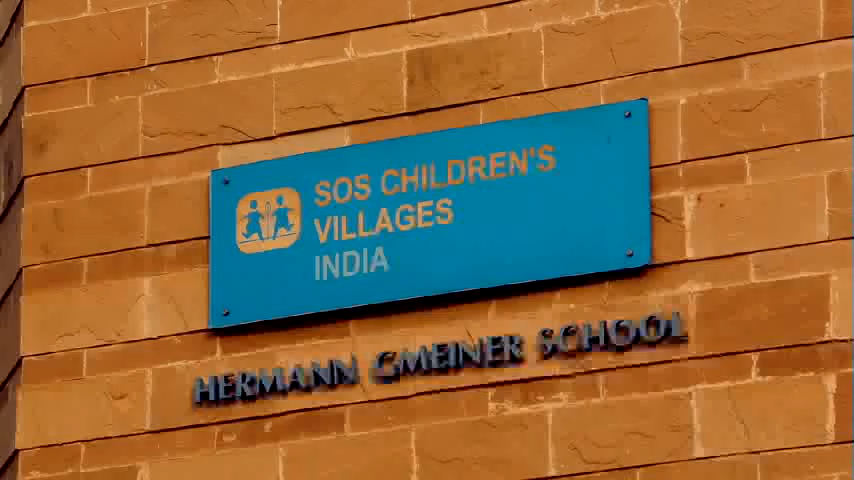 SOS CHILDREN'S
VILLAGES
INDIA
HERMANN GMEINER SCHOOL